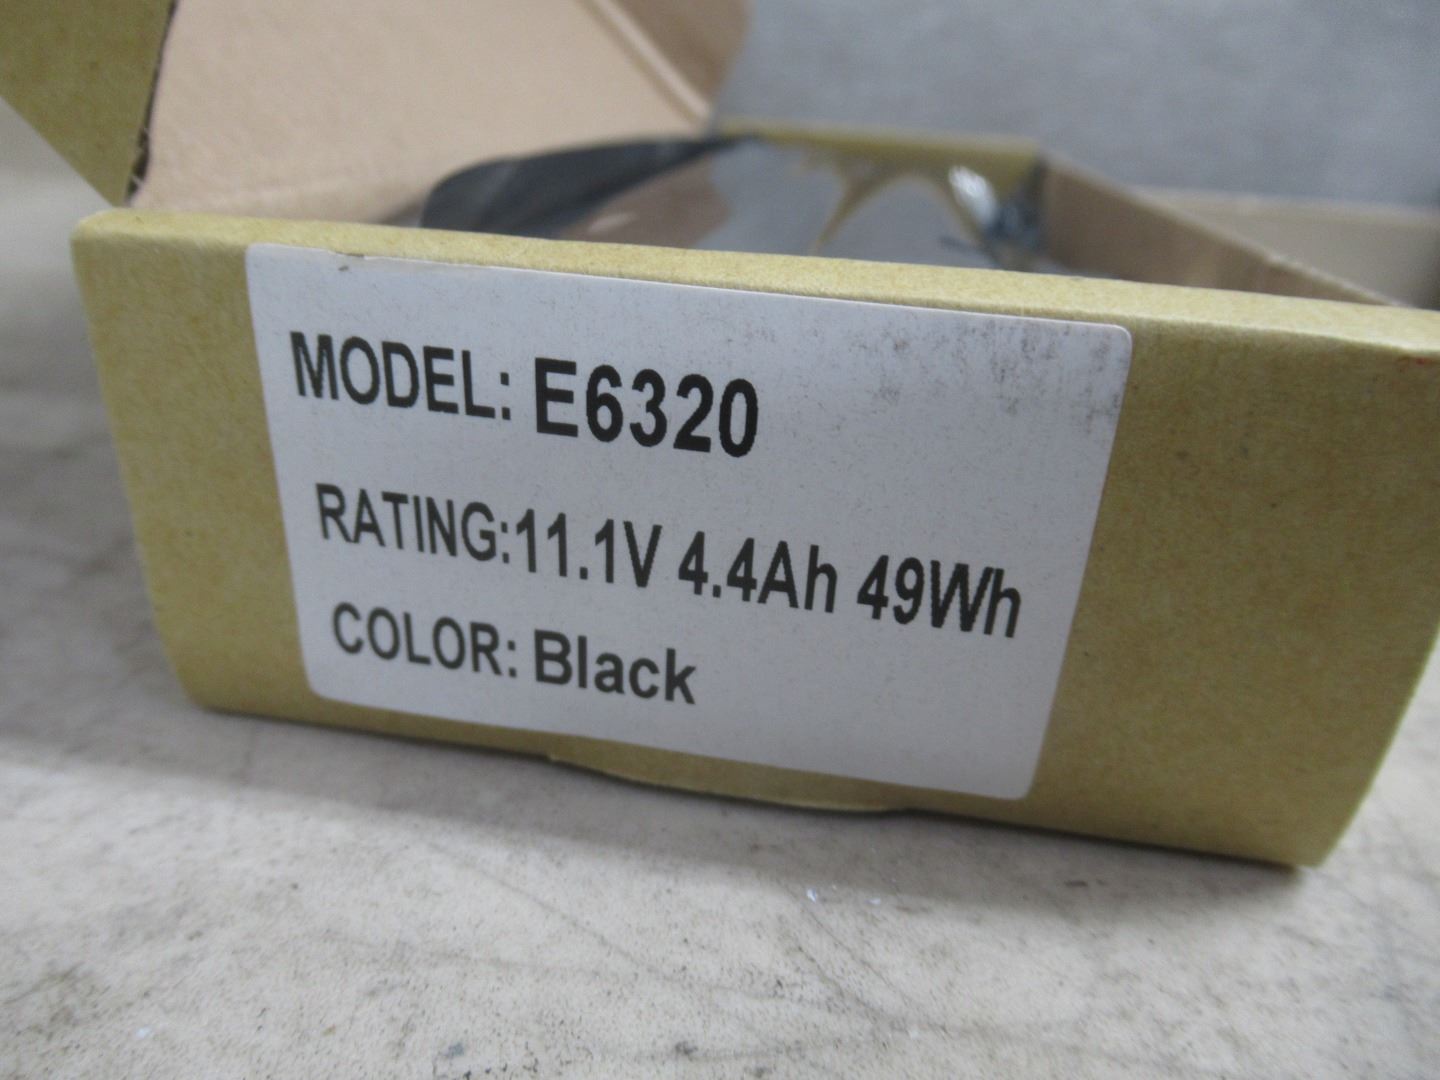 MODEL: E6320
RATING:11.1V 4.4Ah 49Wh
COLOR: Black